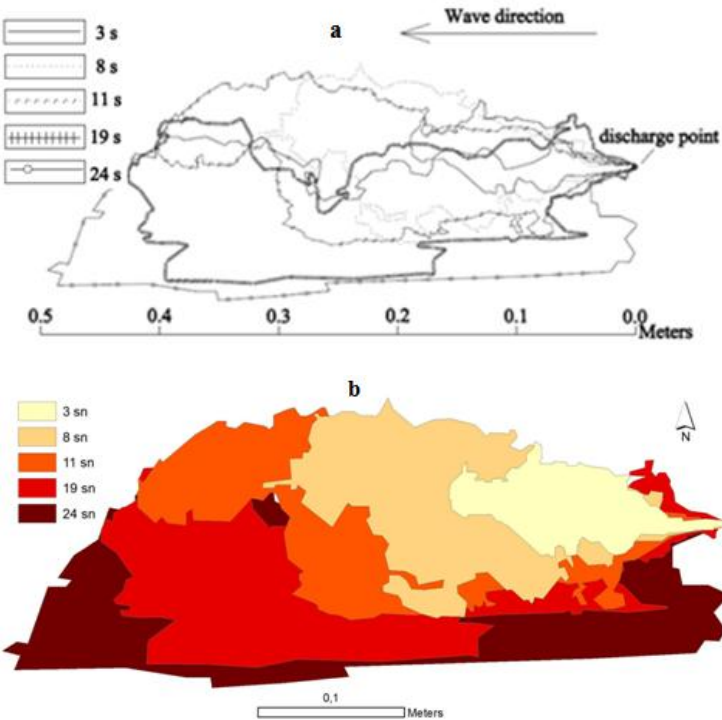 a
Wave direction
3 s
8 s
11 s
19 s
24 s
discharge point
0.5 0.4 0.3 0.2 0.1 0.0
Meters
b
3 sn
8 sn
11 sn
19 sn
24 sn
N
0,1
Meters